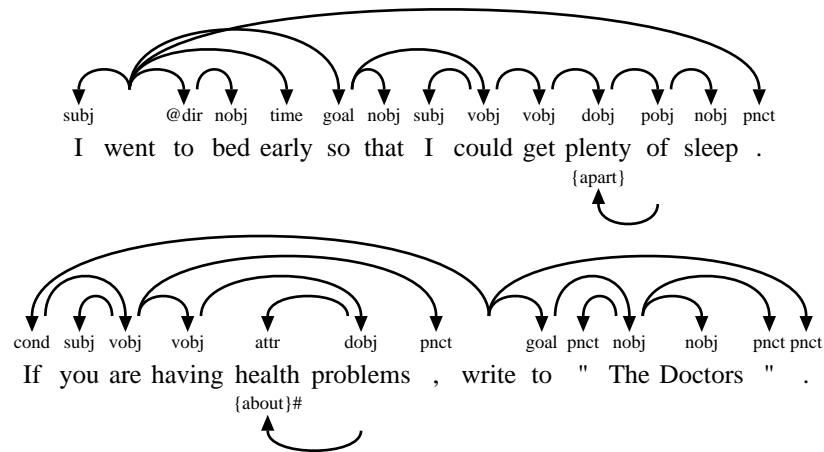 subj @dir nobj time goal nobj subj vobj vobj dobj pobj nobj pnct
I went to bed early so that I could get plenty of sleep .
{apart}
cond subj vobj vobj attr dobj pnct goal pnct nobj nobj pnct pnct
If you are having health problems , write to " The Doctors " .
{about}#